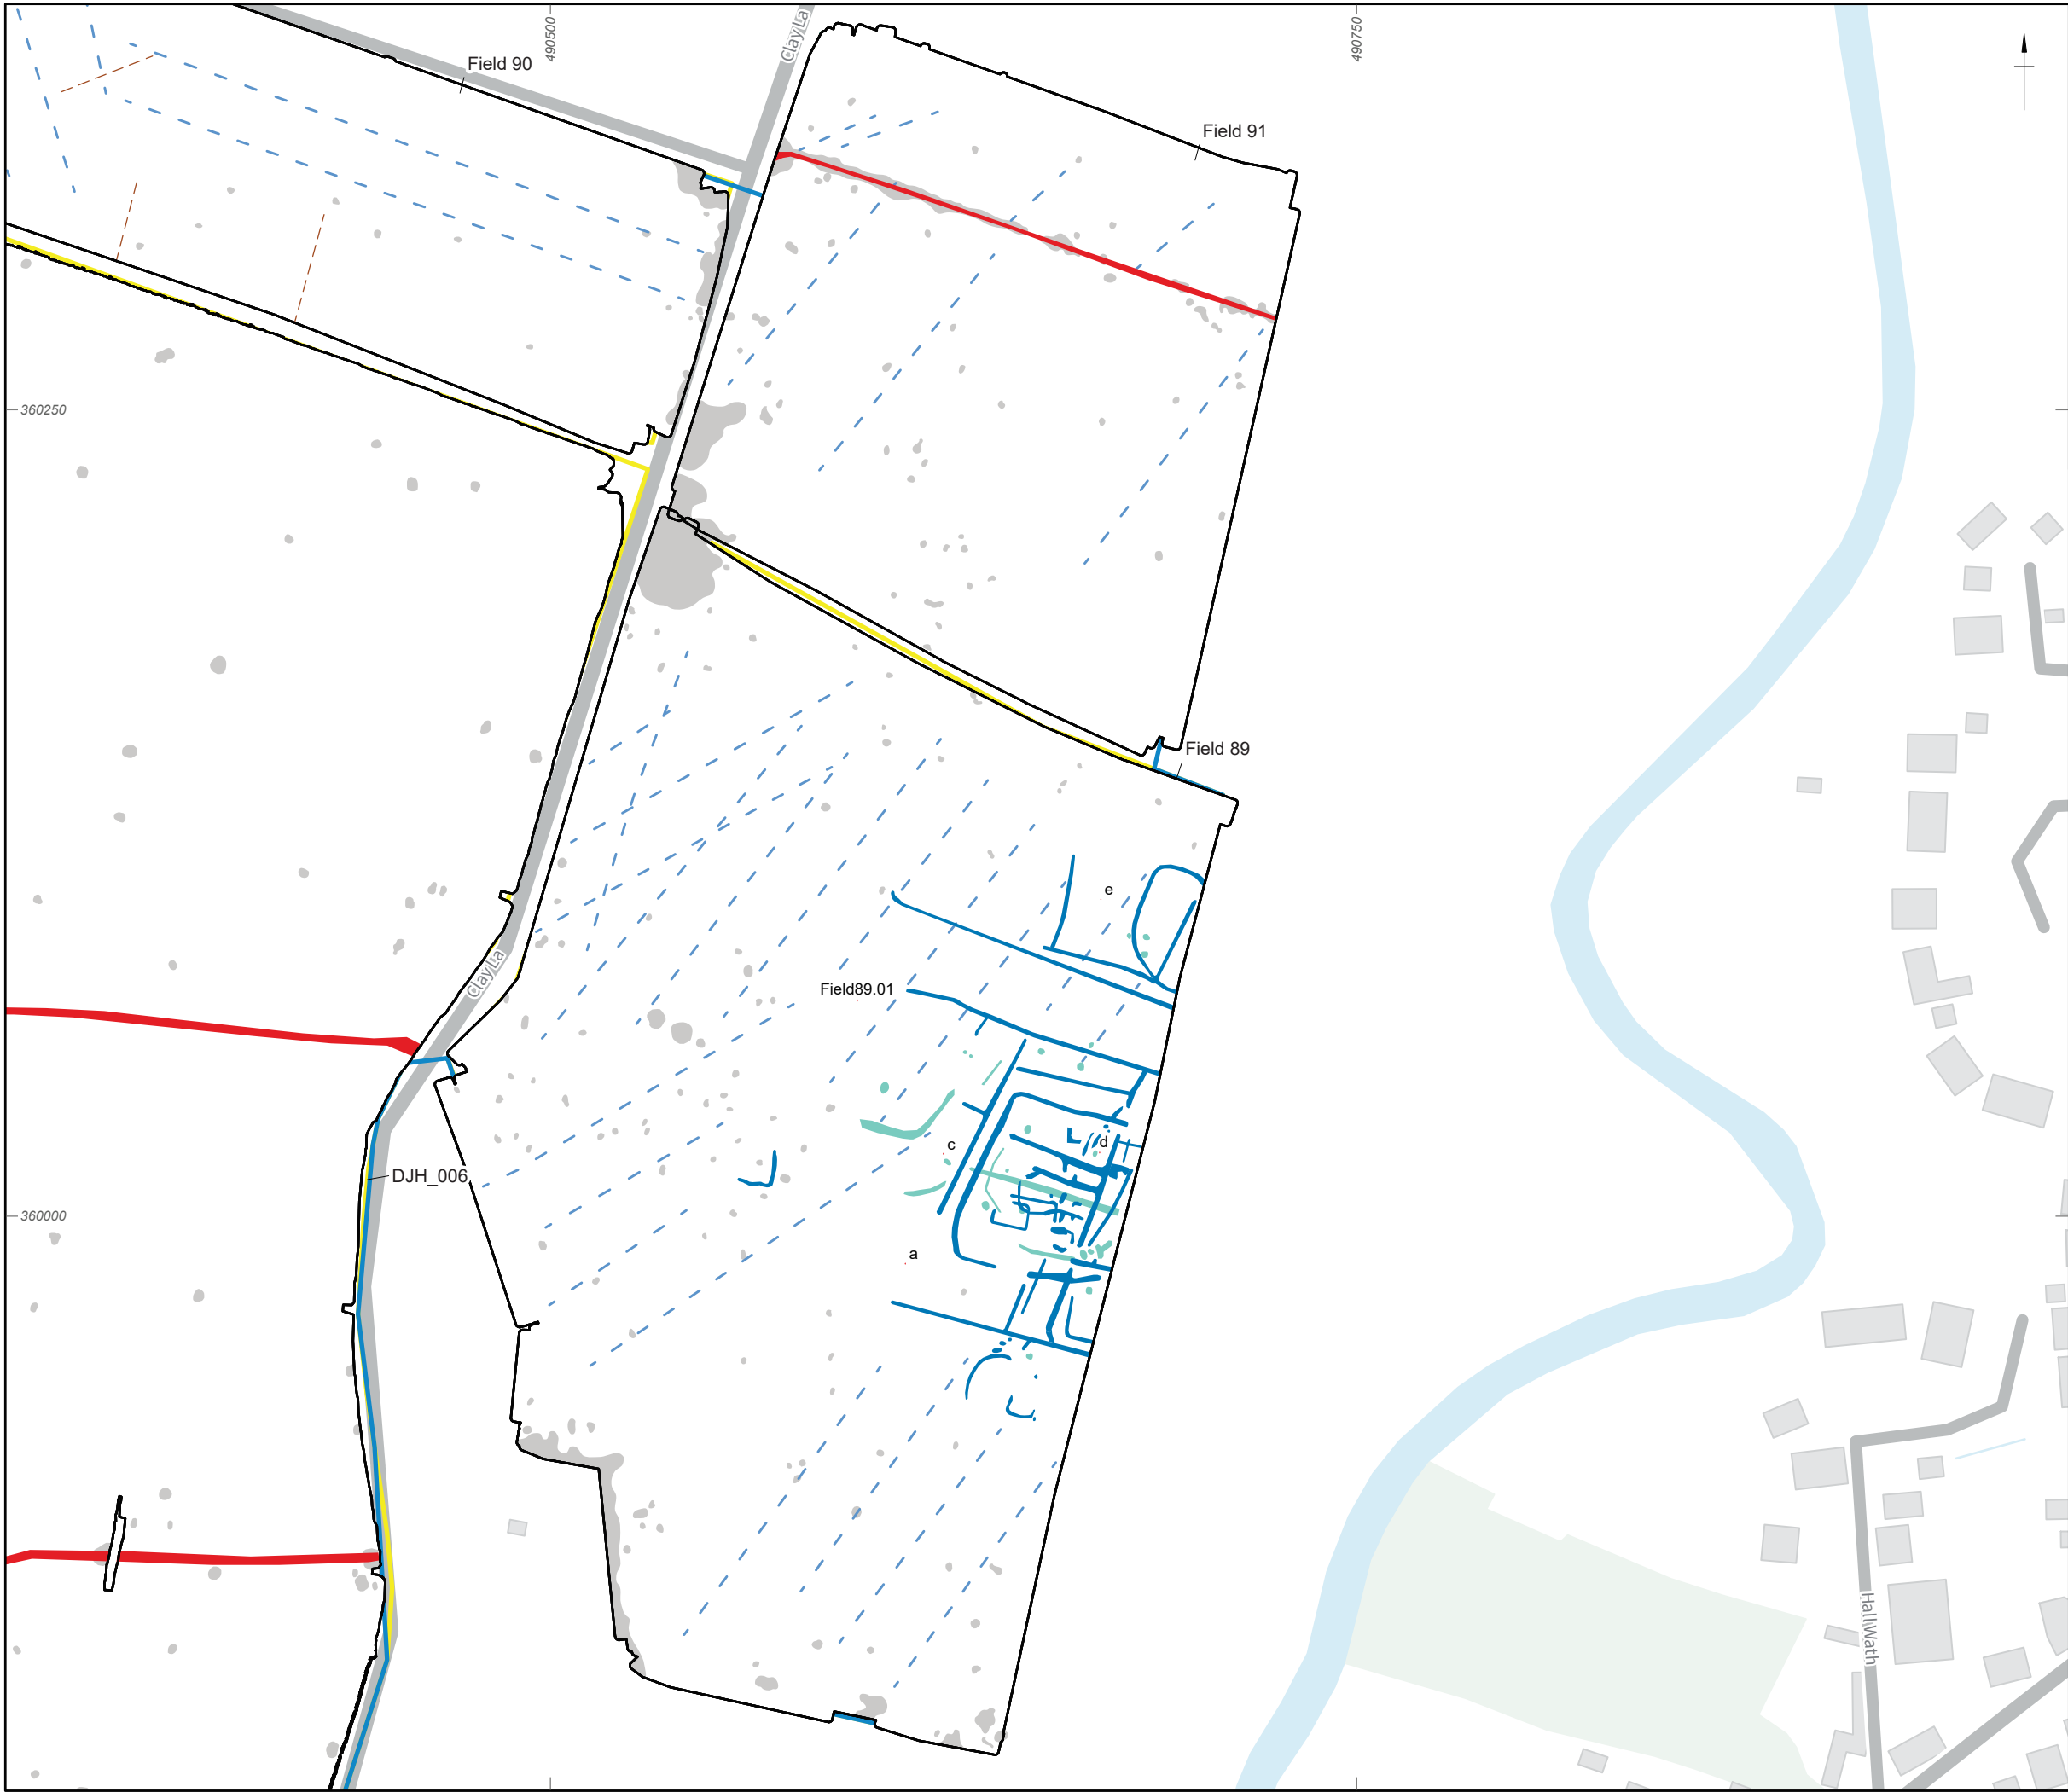 490500
490750
Clay La
Field 90
Field 91
360250
Field 89
e
Field89.01
Clay La
c
d
DJH_006
360000
a
Hall Wath